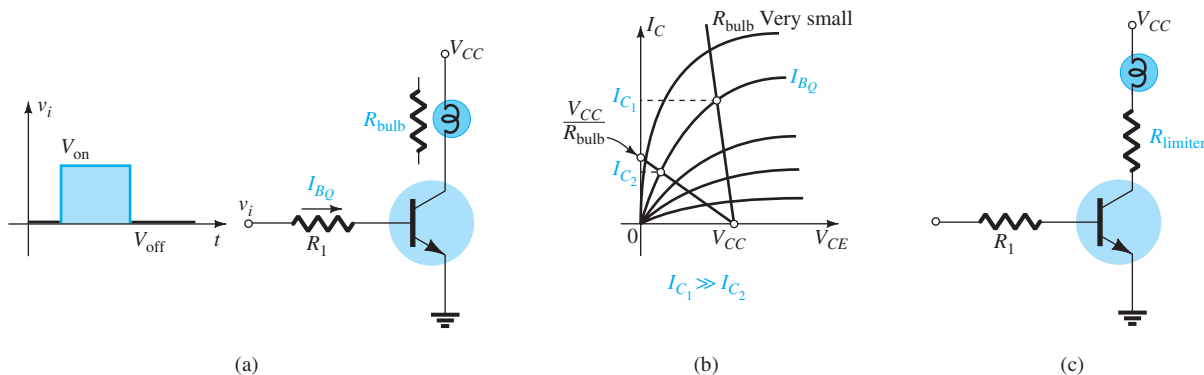 v_i
V_on
V_off
t
V_CC
R_bulb
I_BQ
v_i
R_1
(a)
I_C
R_bulb Very small
I_BQ
I_C1
V_CC
R_bulb
I_C2
0
V_CC
V_CE
I_C1 ≫ I_C2
(b)
V_CC
R_limiter
R_1
(c)